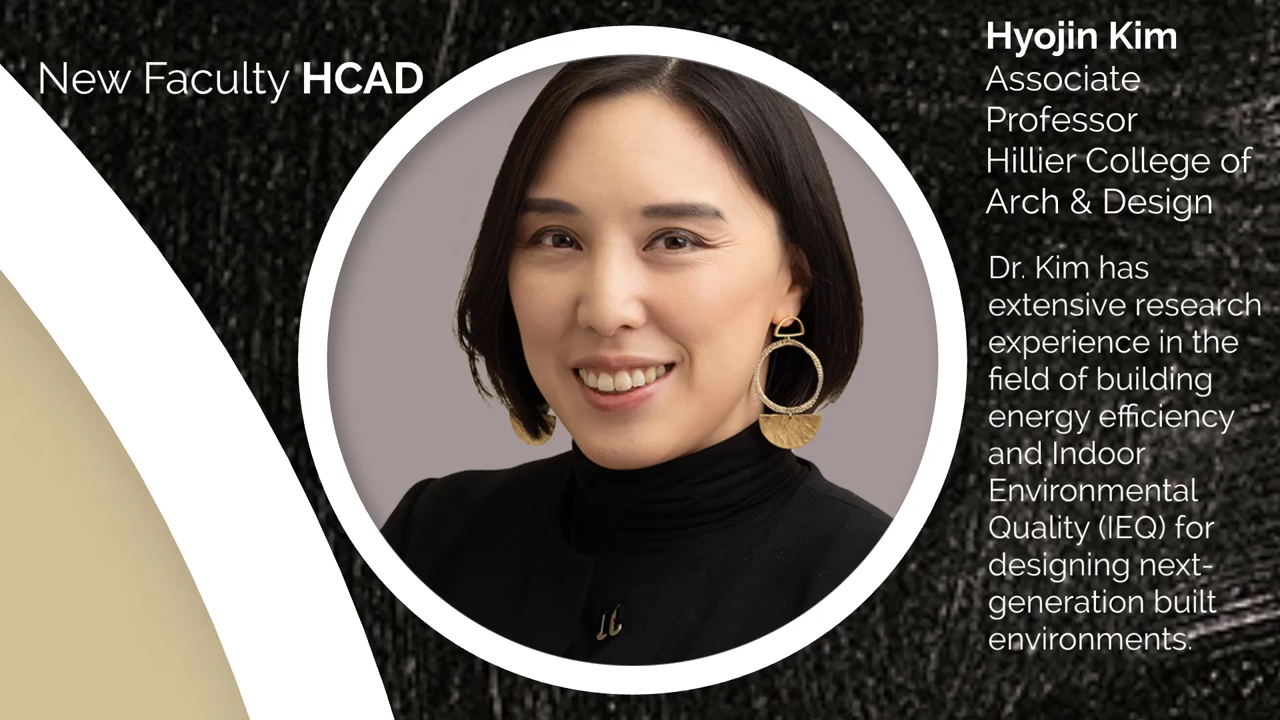 New Faculty HCAD
Hyojin Kim
Associate
Professor
Hillier College of
Arch & Design
Dr. Kim has
extensive research
experience in the
field of building
energy efficiency
and Indoor
Environmental
Quality (IEQ) for
designing next-
generation built
environments.